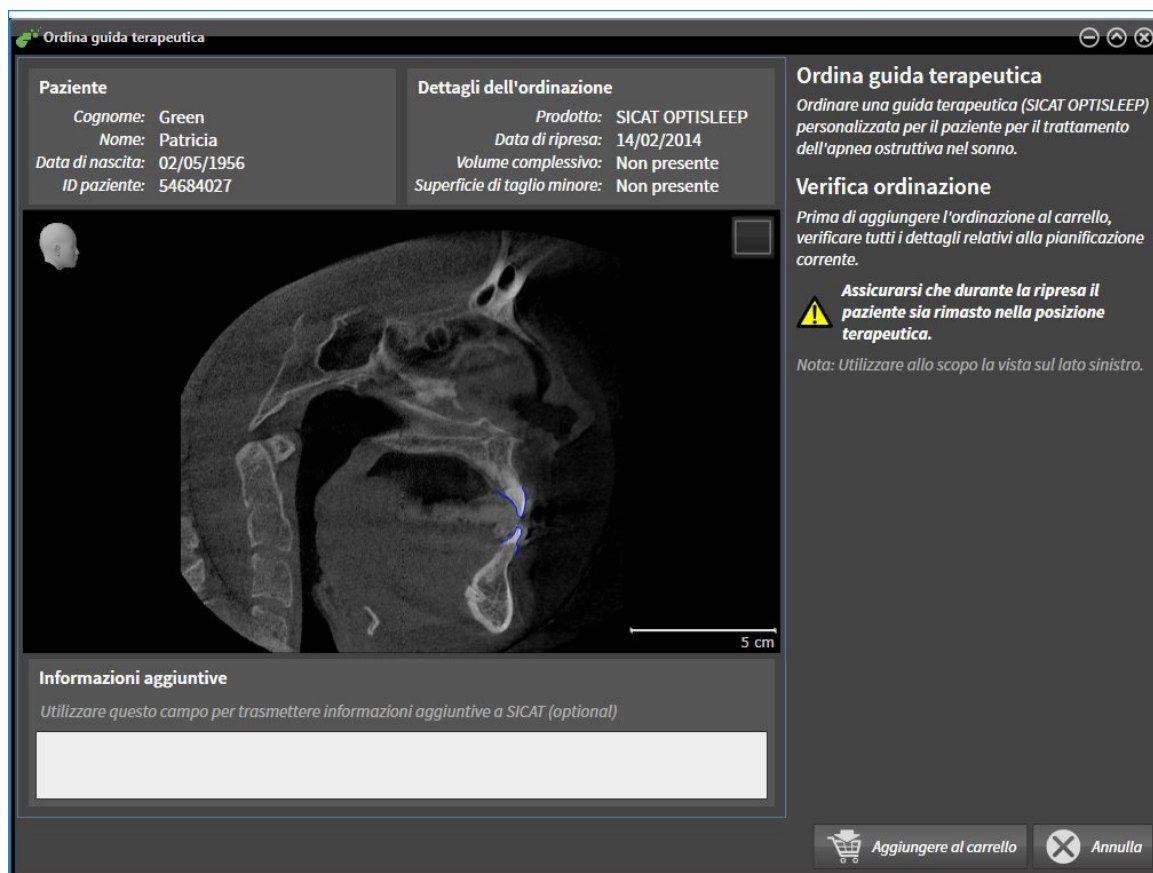 Ordina guida terapeutica
Paziente
Cognome: Green
Nome: Patricia
Data di nascita: 02/05/1956
ID paziente: 54684027
Dettagli dell'ordinazione
Prodotto: SICAT OPTISLEEP
Data di ripresa: 14/02/2014
Volume complessivo: Non presente
Superficie di taglio minore: Non presente
5 cm
Informazioni aggiuntive
Utilizzare questo campo per trasmettere informazioni aggiuntive a SICAT (optional)
Ordina guida terapeutica
Ordinare una guida terapeutica (SICAT OPTISLEEP)
personalizzata per il paziente per il trattamento
dell'apnea ostruttiva nel sonno.
Verifica ordinazione
Prima di aggiungere l'ordinazione al carrello,
verificare tutti i dettagli relativi alla pianificazione
corrente.
Assicurarsi che durante la ripresa il
paziente sia rimasto nella posizione
terapeutica.
Nota: Utilizzare allo scopo la vista sul lato sinistro.
Aggiungere al carrello
Annulla